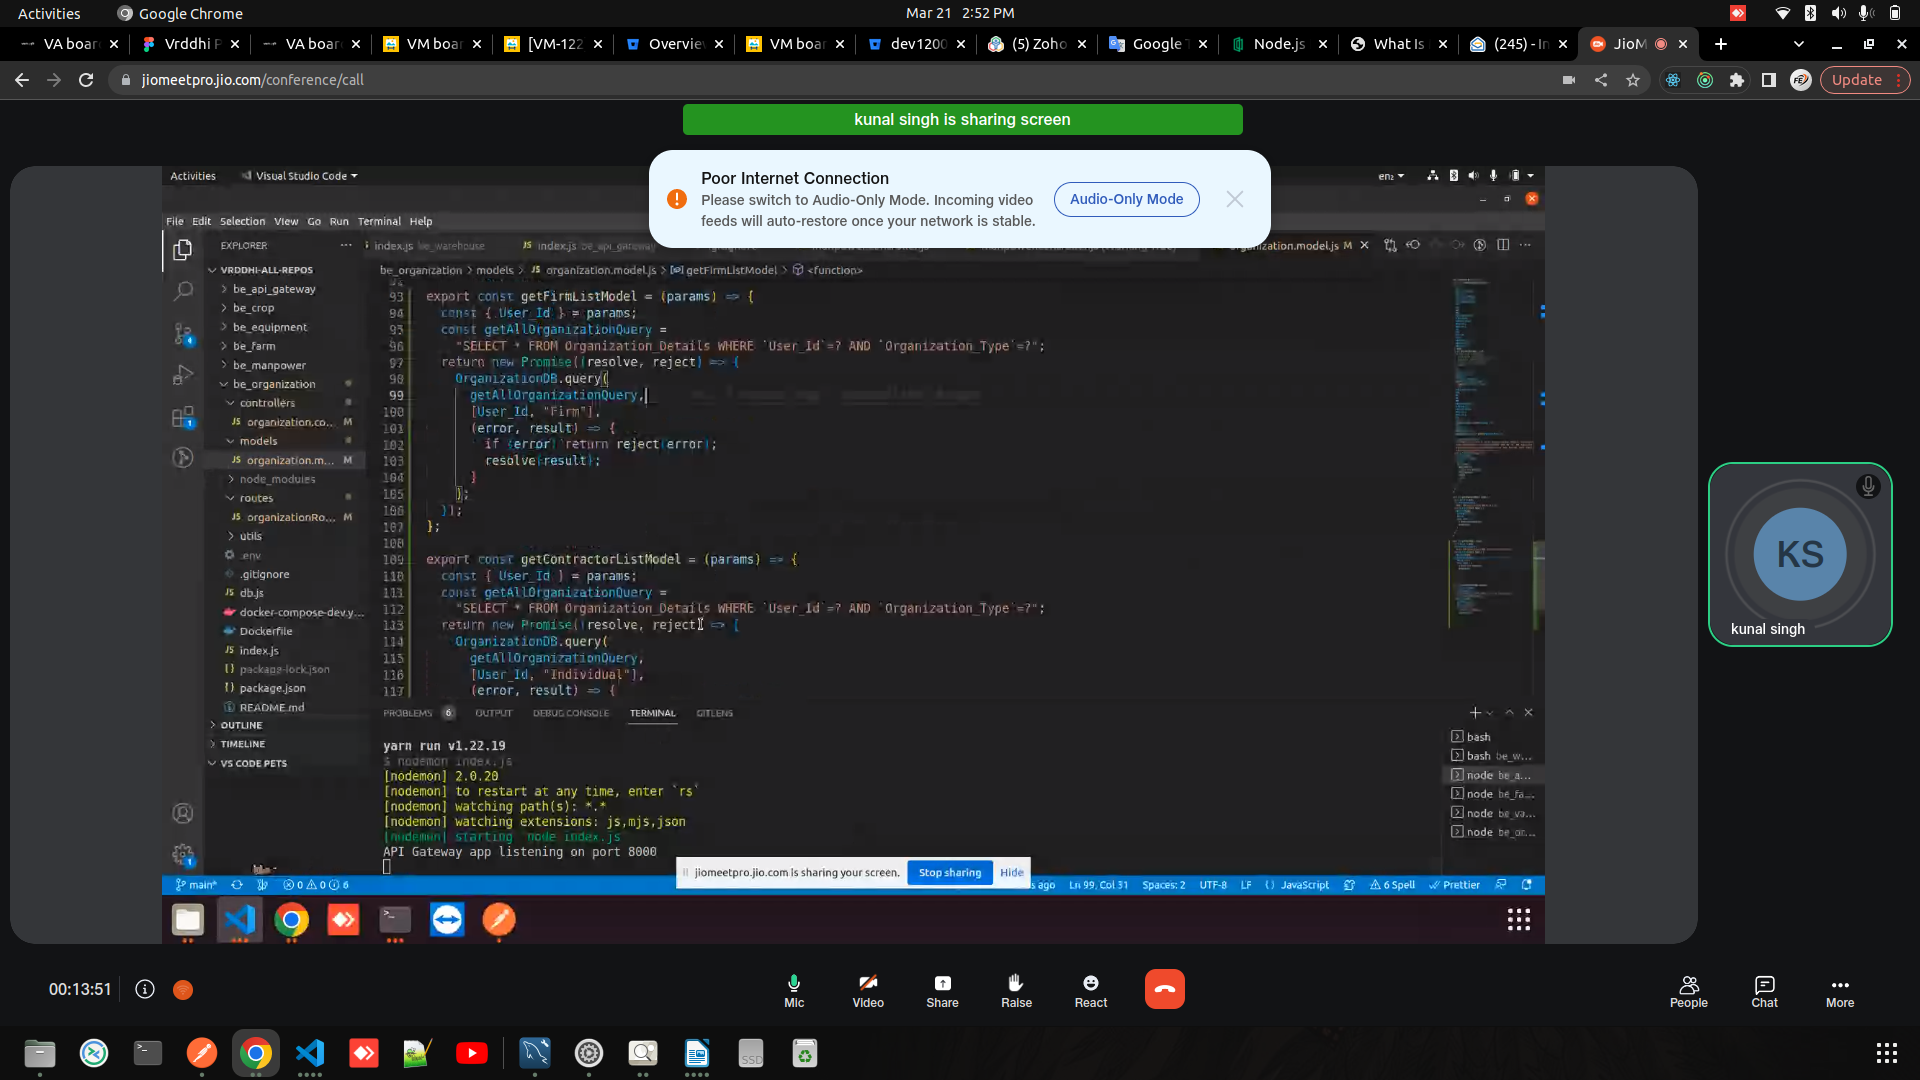 Activities
Google Chrome
Mar 21 2:52 PM
VA boar
Vrddhi P
VA boar
VM boar
[VM-122
Overvie
VM boar
dev1200
(5) Zoho
Google T
Node.js
What Is
(245) - In
JioM
jiomeetpro.jio.com/conference/call
Update
kunal singh is sharing screen
Poor Internet Connection
Please switch to Audio-Only Mode. Incoming video
feeds will auto-restore once your network is stable.
Audio-Only Mode
Activities
Visual Studio Code
en₂
File Edit Selection View Go Run Terminal Help
EXPLORER
index.js be_warehouse
index.js be_api_gateway
organization.model.js M
VRDDHI-ALL-REPOS
be_organization > models > JS organization.model.js > getFirmListModel > <function>
be_api_gateway
be_crop
be_equipment
be_farm
be_manpower
be_organization
controllers
JS organization.co... M
models
JS organization.m... M
node_modules
routes
JS organizationRo... M
utils
.env
.gitignore
JS db.js
docker-compose-dev.y...
Dockerfile
JS index.js
package-lock.json
package.json
README.md
OUTLINE
TIMELINE
VS CODE PETS
93 export const getFirmListModel = (params) => {
94 const { User_Id } = params;
95 const getAllOrganizationQuery =
96 "SELECT * FROM Organization_Details WHERE `User_Id`=? AND `Organization_Type`=?";
97 return new Promise((resolve, reject) => {
98 OrganizationDB.query(
99 getAllOrganizationQuery,
100 [User_Id, "Firm"],
101 (error, result) => {
102 if (error) return reject(error);
103 resolve(result);
104 }
105 );
106 });
107 };
108
109 export const getContractorListModel = (params) => {
110 const { User_Id } = params;
111 const getAllOrganizationQuery =
112 "SELECT * FROM Organization_Details WHERE `User_Id`=? AND `Organization_Type`=?";
113 return new Promise((resolve, reject) => {
114 OrganizationDB.query(
115 getAllOrganizationQuery,
116 [User_Id, "Individual"],
117 (error, result) => {
PROBLEMS 6 OUTPUT DEBUG CONSOLE TERMINAL GITLENS
yarn run v1.22.19
$ nodemon index.js
[nodemon] 2.0.20
[nodemon] to restart at any time, enter `rs`
[nodemon] watching path(s): *.*
[nodemon] watching extensions: js,mjs,json
[nodemon] starting `node index.js`
API Gateway app listening on port 8000
bash
bash be_w...
node be_a...
node be_fa...
node be_va...
node be_or...
jiomeetpro.jio.com is sharing your screen.
Stop sharing
Hide
main*
0 0 6
s ago
Ln 99, Col 31
Spaces: 2
UTF-8
LF
JavaScript
6 Spell
Prettier
KS
kunal singh
00:13:51
Mic
Video
Share
Raise
React
People
Chat
More
SSD